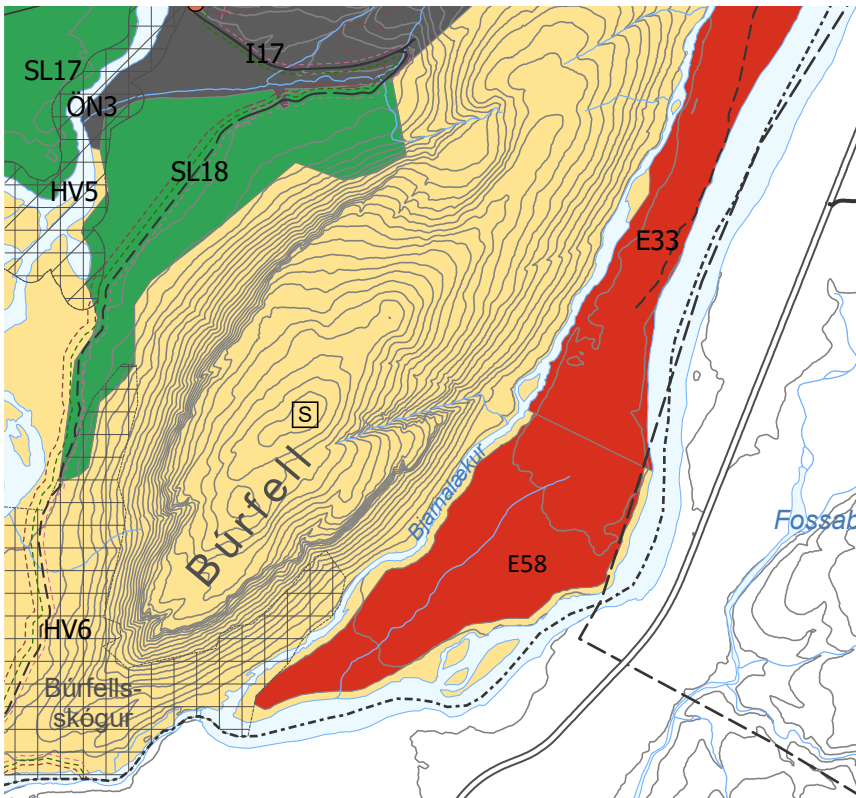 I17
SL17
ÖN3
SL18
HV5
E33
S
Búrfell
Bjarnalækur
Fossab
E58
HV6
Búrfells-
skógur